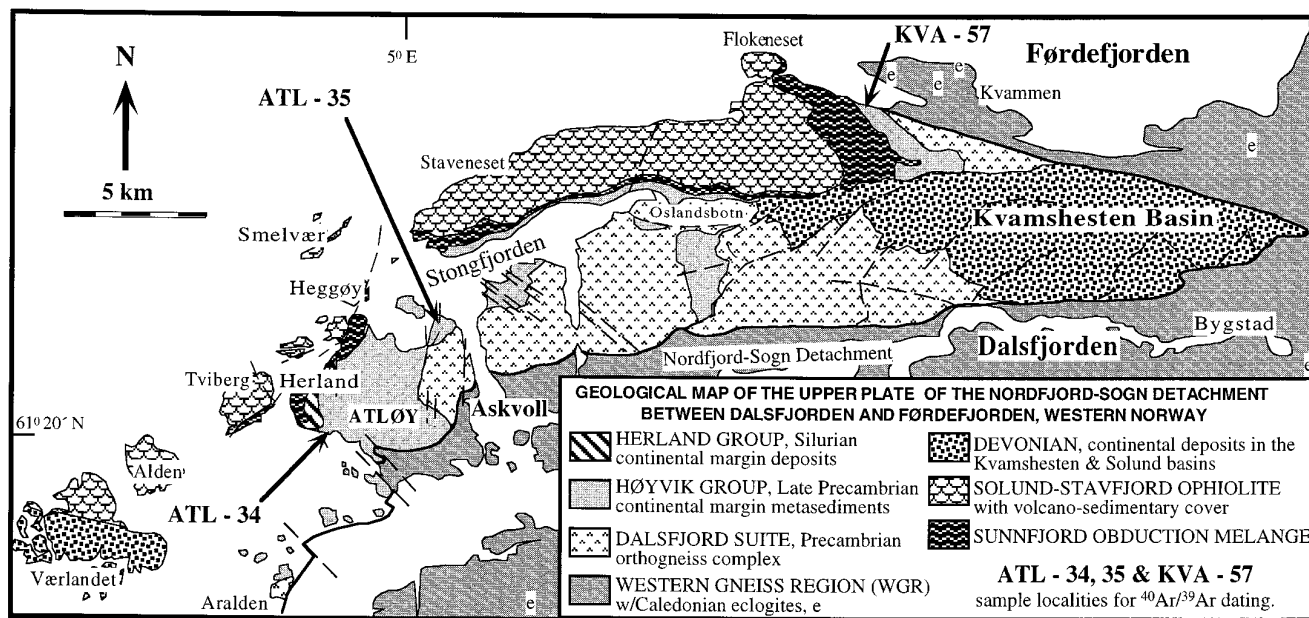 N
5 km
5⁰ E
Flokeneset
KVA - 57
Førdefjorden
e
e
e
Kvammen
e
ATL - 35
Staveneset
Oslandsbotn
Kvamshesten Basin
Smelvær
Stongfjorden
Heggøy
Bygstad
Nordfjord-Sogn Detachment
Dalsfjorden
Tviberg
Herland
ATLØY
Askvoll
61⁰ 20´ N
Alden
ATL - 34
Værlandet
Aralden
e
e
GEOLOGICAL MAP OF THE UPPER PLATE OF THE NORDFJORD-SOGN DETACHMENT
BETWEEN DALSFJORDEN AND FØRDEFJORDEN, WESTERN NORWAY
HERLAND GROUP, Silurian
continental margin deposits
HØYVIK GROUP, Late Precambrian
continental margin metasediments
DALSFJORD SUITE, Precambrian
orthogneiss complex
WESTERN GNEISS REGION (WGR)
w/Caledonian eclogites, e
DEVONIAN, continental deposits in the
Kvamshesten & Solund basins
SOLUND-STAVFJORD OPHIOLITE
with volcano-sedimentary cover
SUNNFJORD OBDUCTION MELANGE
ATL - 34, 35 & KVA - 57
sample localities for ⁴⁰Ar/³⁹Ar dating.